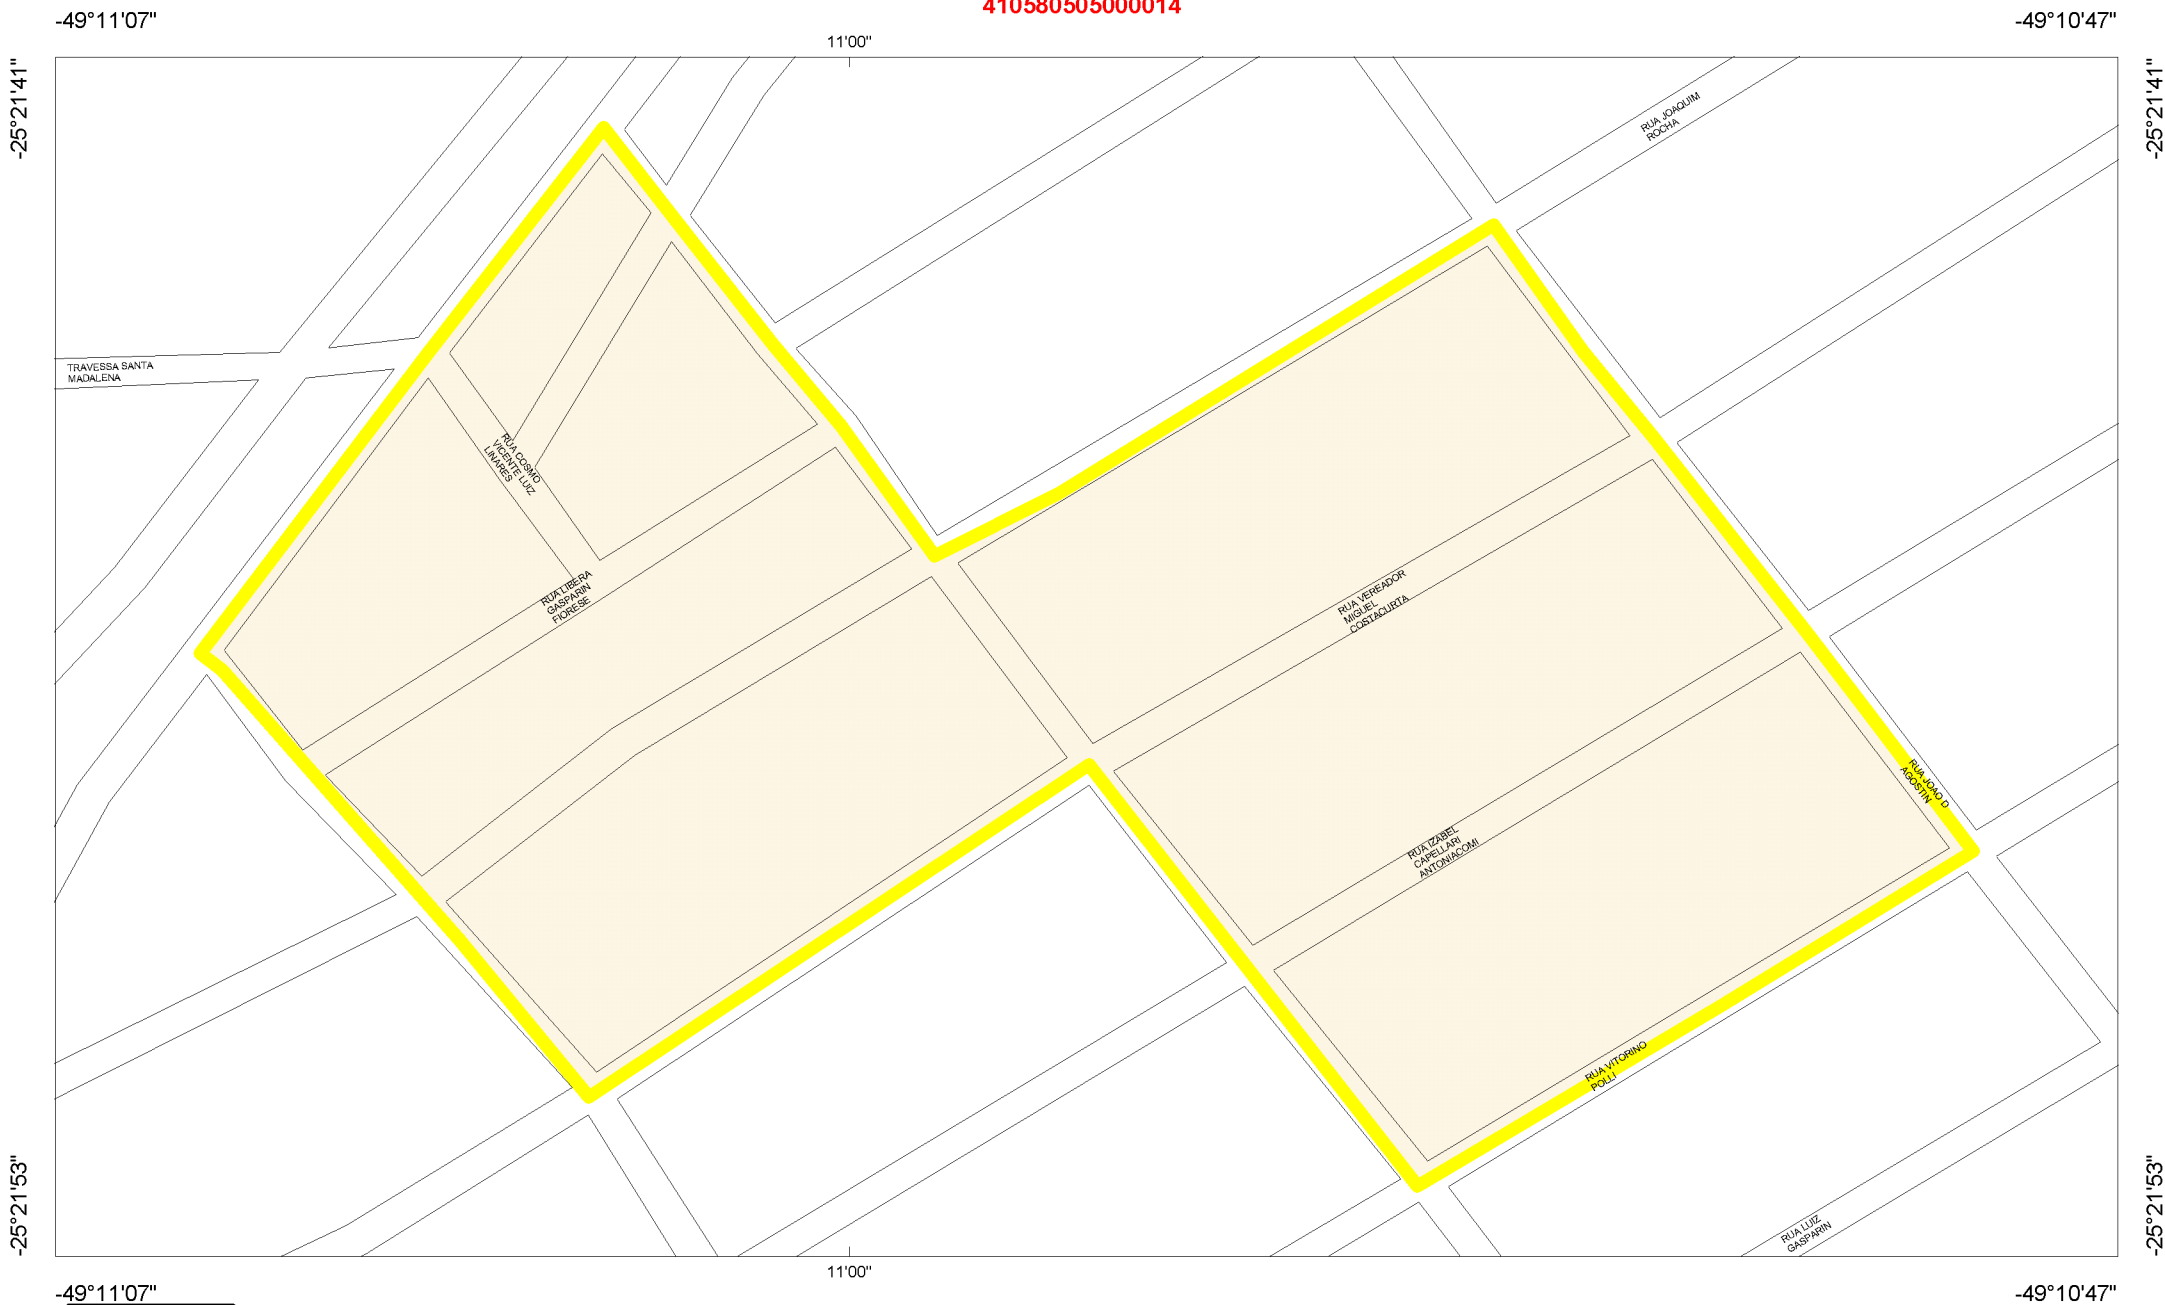 410580505000014
-49°11'07"
-49°10'47"
11'00"
-25°21'41"
-25°21'41"
RUA JOAQUIM
ROCHA
TRAVESSA SANTA
MADALENA
RUA COSMO
VICENTE LUIZ
LINARES
RUA LIBERA
GASPARIN
FIORESE
RUA VEREADOR
MIGUEL
COSTACURTA
RUA JOAO D
AGOSTIN
RUA IZABEL
CAPELLARI
ANTONIACOMI
RUA VITORINO
POLLI
RUA LUIZ
GASPARIN
-25°21'53"
-25°21'53"
11'00"
-49°11'07"
-49°10'47"